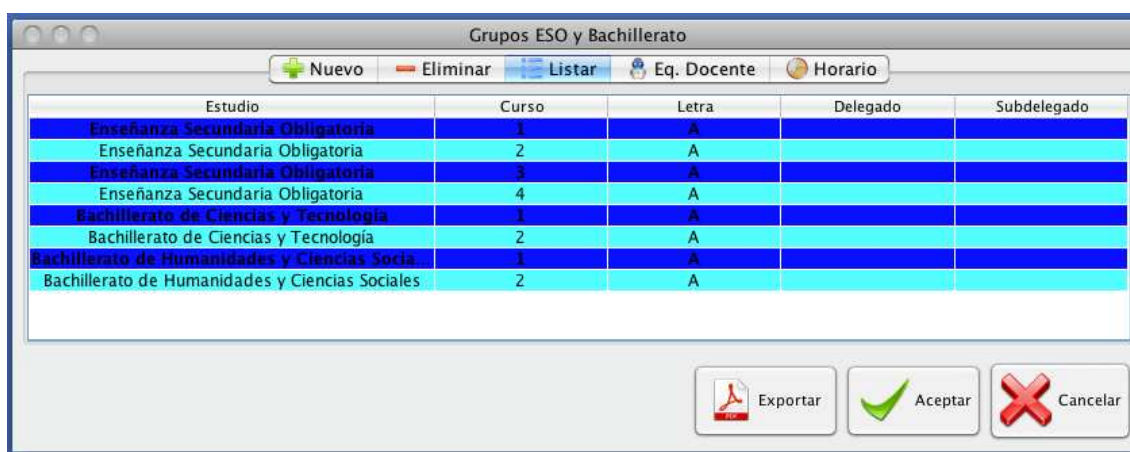 Grupos ESO y Bachillerato
Nuevo Eliminar Listar Eq. Docente Horario
Estudio Curso Letra Delegado Subdelegado
Enseñanza Secundaria Obligatoria 1 A
Enseñanza Secundaria Obligatoria 2 A
Enseñanza Secundaria Obligatoria 3 A
Enseñanza Secundaria Obligatoria 4 A
Bachillerato de Ciencias y Tecnología 1 A
Bachillerato de Ciencias y Tecnología 2 A
Bachillerato de Humanidades y Ciencias Socia... 1 A
Bachillerato de Humanidades y Ciencias Sociales 2 A
PDF Exportar Aceptar Cancelar